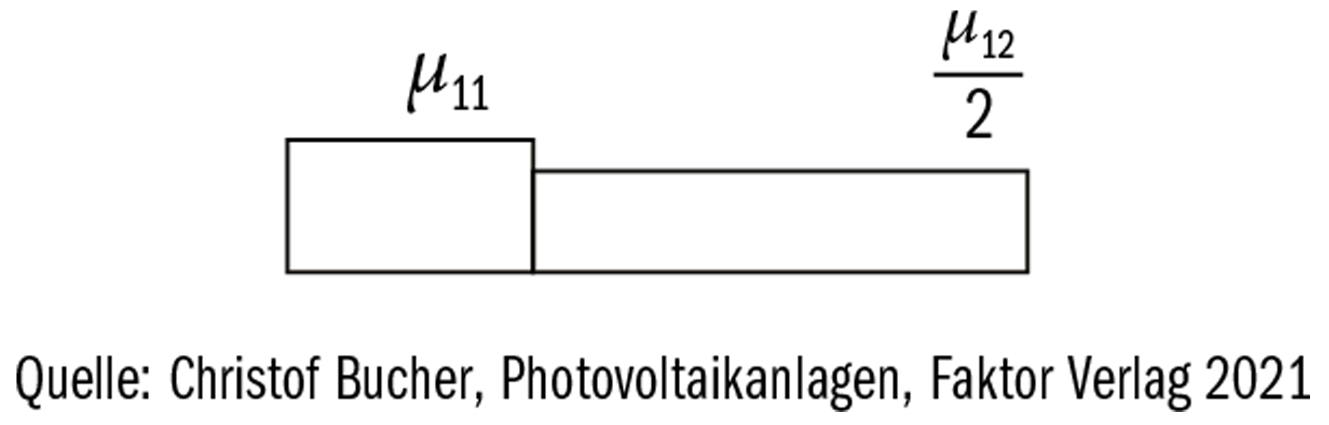 μ₁₁
μ₁₂
2
Quelle: Christof Bucher, Photovoltaikanlagen, Faktor Verlag 2021